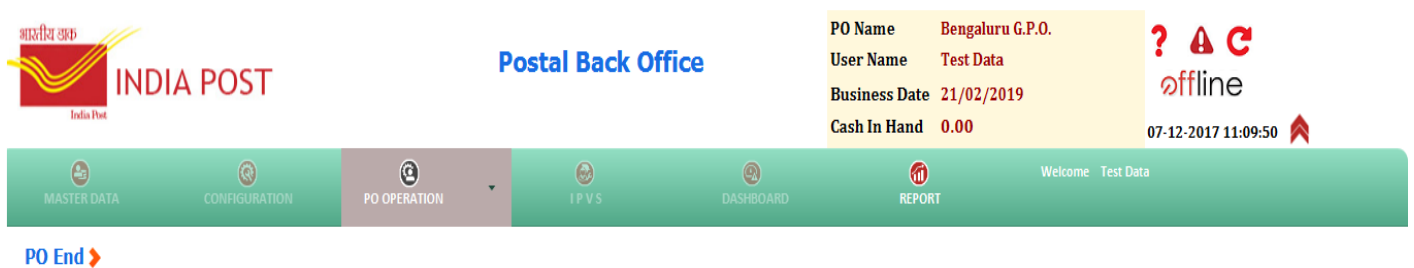 भारतीय डाक
INDIA POST
India Post
Postal Back Office
PO Name Bengaluru G.P.O.
User Name Test Data
Business Date 21/02/2019
Cash In Hand 0.00
?
offline
07-12-2017 11:09:50
MASTER DATA
CONFIGURATION
PO OPERATION
I P V S
DASHBOARD
REPORT
Welcome Test Data
PO End